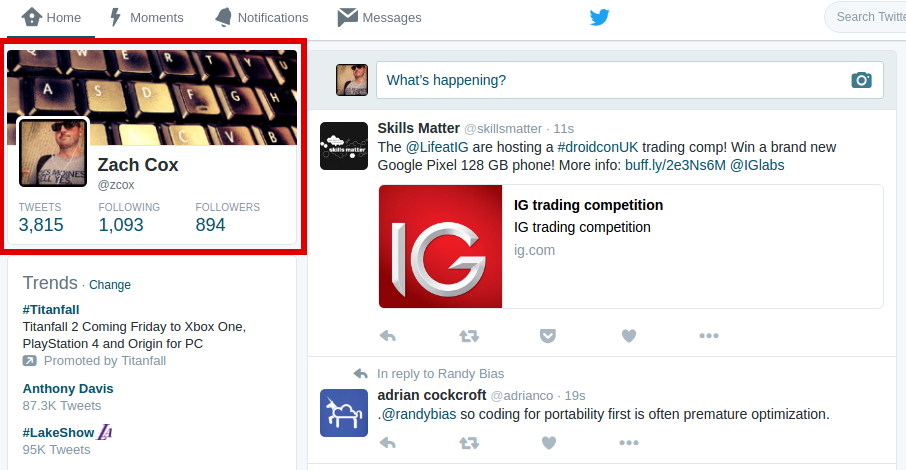 Home
Moments
Notifications
Messages
Search Twitte
Q W E R T Y U
A S D F G H
C V B
Zach Cox
@zcox
TWEETS FOLLOWING FOLLOWERS
3,815 1,093 894
Trends · Change
#Titanfall
Titanfall 2 Coming Friday to Xbox One,
PlayStation 4 and Origin for PC
Promoted by Titanfall
Anthony Davis
87.3K Tweets
#LakeShow
95K Tweets
What's happening?
skills matter
Skills Matter @skillsmatter · 11s
The @LifeatIG are hosting a #droidconUK trading comp! Win a brand new
Google Pixel 128 GB phone! More info: buff.ly/2e3Ns6M @IGlabs
IG
IG trading competition
IG trading competition
ig.com
In reply to Randy Bias
adrian cockcroft @adrianco · 19s
.@randybias so coding for portability first is often premature optimization.